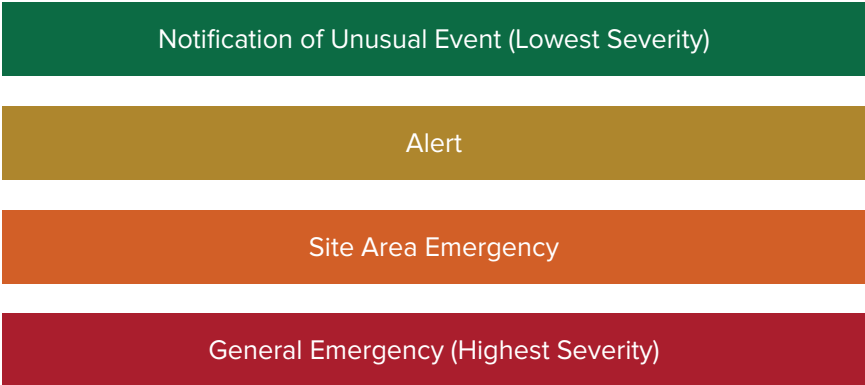 Notification of Unusual Event (Lowest Severity)
Alert
Site Area Emergency
General Emergency (Highest Severity)